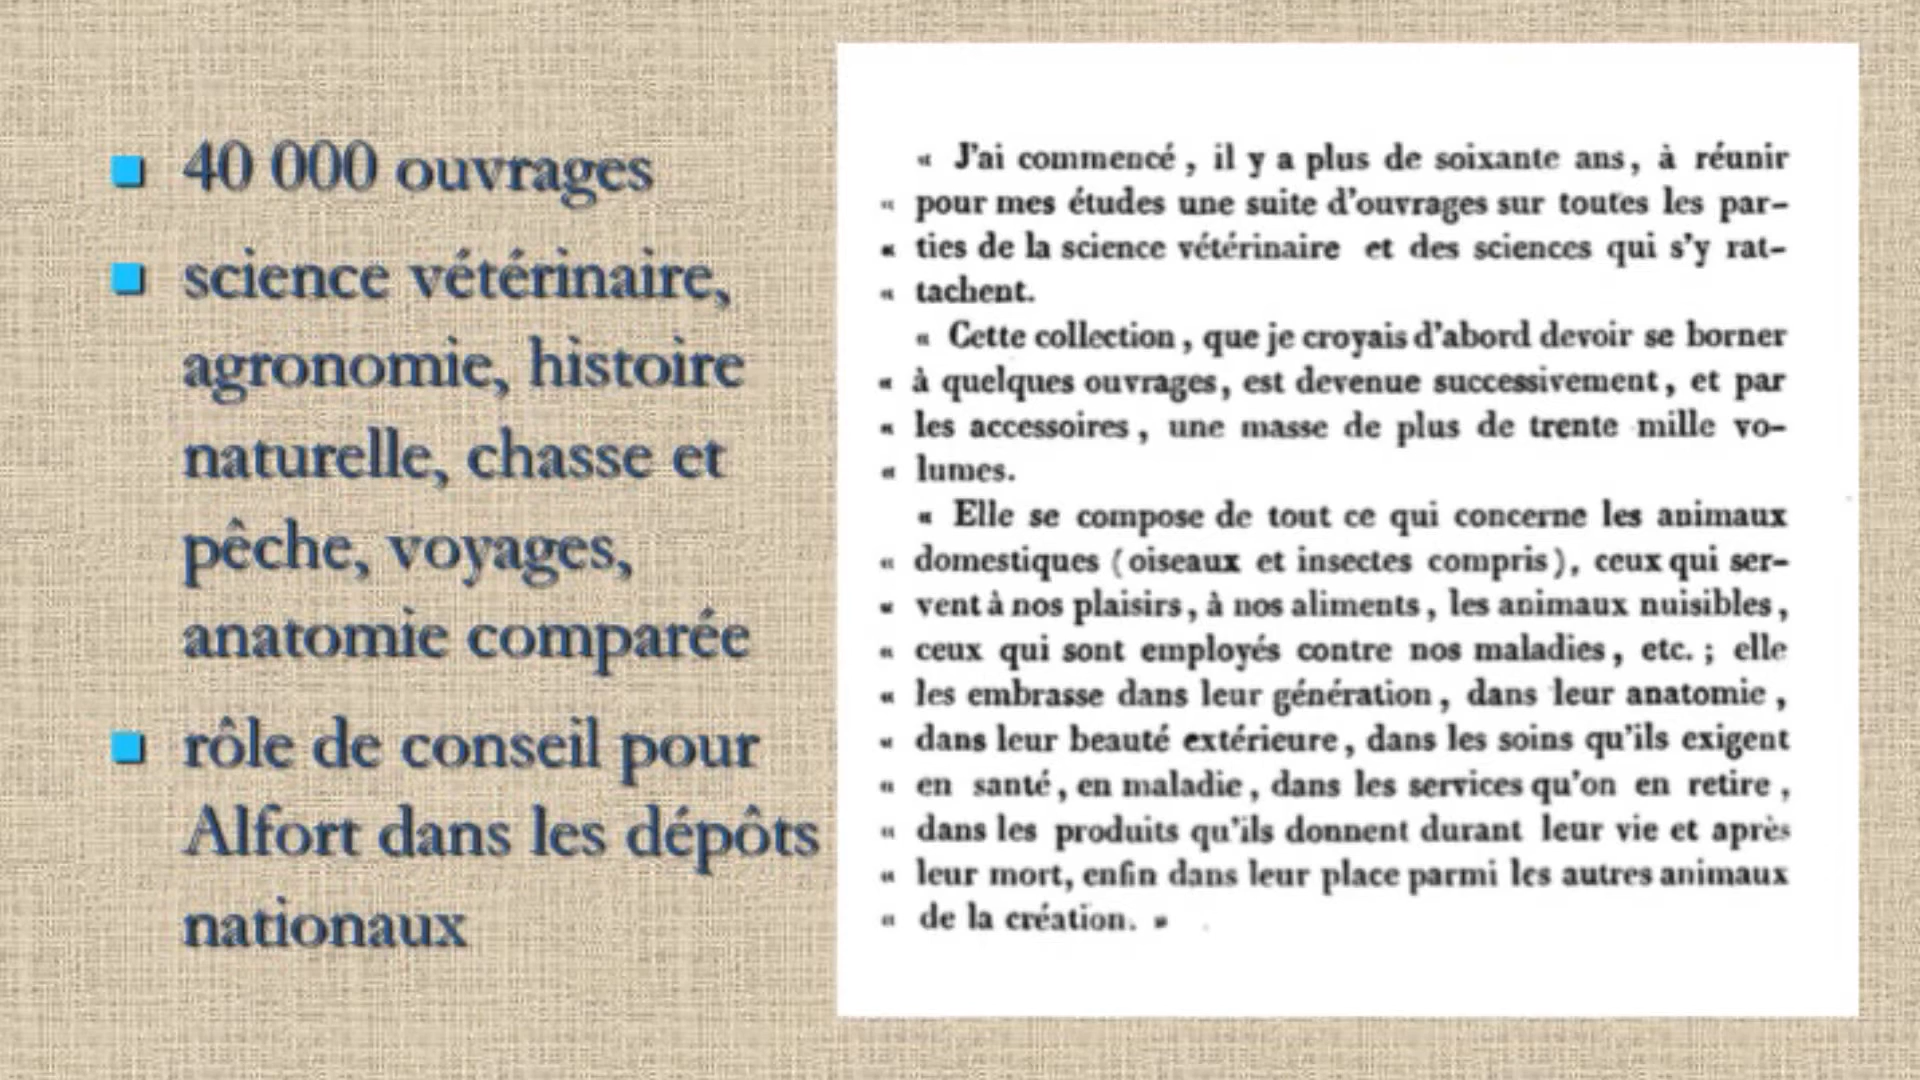 40 000 ouvrages
science vétérinaire,
agronomie, histoire
naturelle, chasse et
pêche, voyages,
anatomie comparée
rôle de conseil pour
Alfort dans les dépôts
nationaux
« J'ai commencé, il y a plus de soixante ans, à réunir
« pour mes études une suite d'ouvrages sur toutes les par-
« ties de la science vétérinaire et des sciences qui s'y rat-
« tachent.
« Cette collection, que je croyais d'abord devoir se borner
« à quelques ouvrages, est devenue successivement, et par
« les accessoires, une masse de plus de trente mille vo-
« lumes.
« Elle se compose de tout ce qui concerne les animaux
« domestiques (oiseaux et insectes compris), ceux qui ser-
« vent à nos plaisirs, à nos aliments, les animaux nuisibles,
« ceux qui sont employés contre nos maladies, etc.; elle
« les embrasse dans leur génération, dans leur anatomie,
« dans leur beauté extérieure, dans les soins qu'ils exigent
« en santé, en maladie, dans les services qu'on en retire,
« dans les produits qu'ils donnent durant leur vie et après
« leur mort, enfin dans leur place parmi les autres animaux
« de la création. »